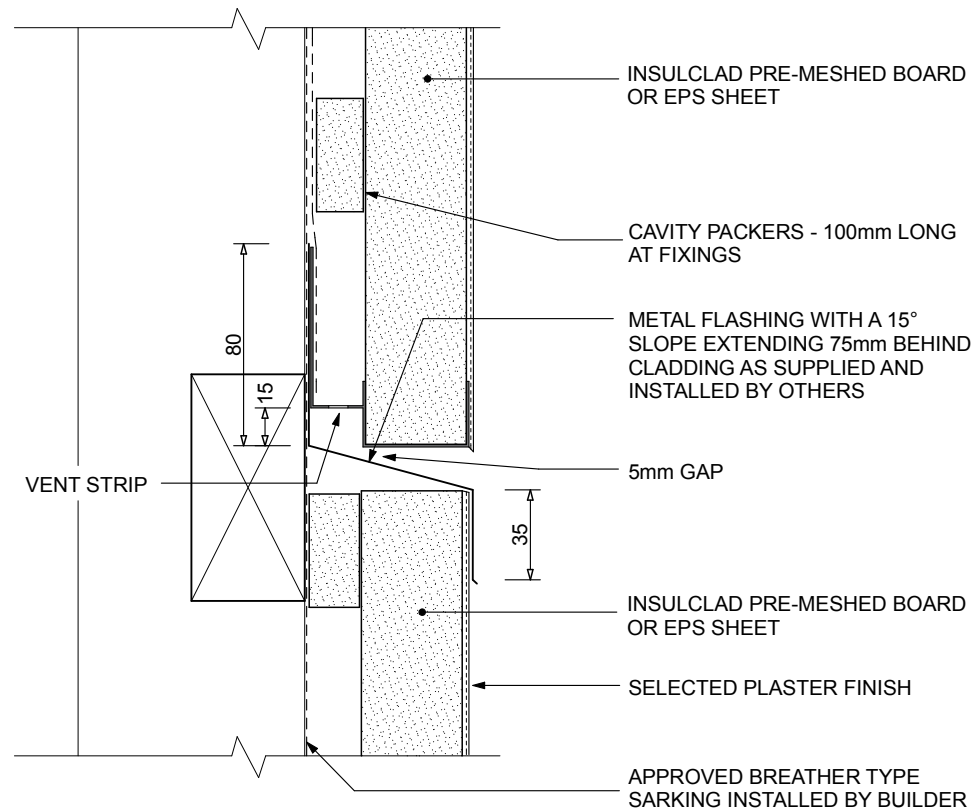 INSULCLAD PRE-MESHED BOARD
OR EPS SHEET
CAVITY PACKERS - 100mm LONG
AT FIXINGS
METAL FLASHING WITH A 15°
SLOPE EXTENDING 75mm BEHIND
CLADDING AS SUPPLIED AND
INSTALLED BY OTHERS
80
15
VENT STRIP
5mm GAP
35
INSULCLAD PRE-MESHED BOARD
OR EPS SHEET
SELECTED PLASTER FINISH
APPROVED BREATHER TYPE
SARKING INSTALLED BY BUILDER